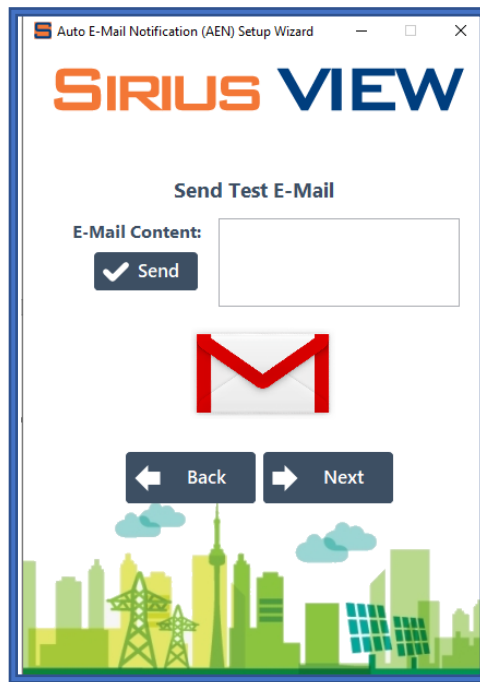 Auto E-Mail Notification (AEN) Setup Wizard
SIRIUS VIEW
Send Test E-Mail
E-Mail Content:
Send
Back
Next